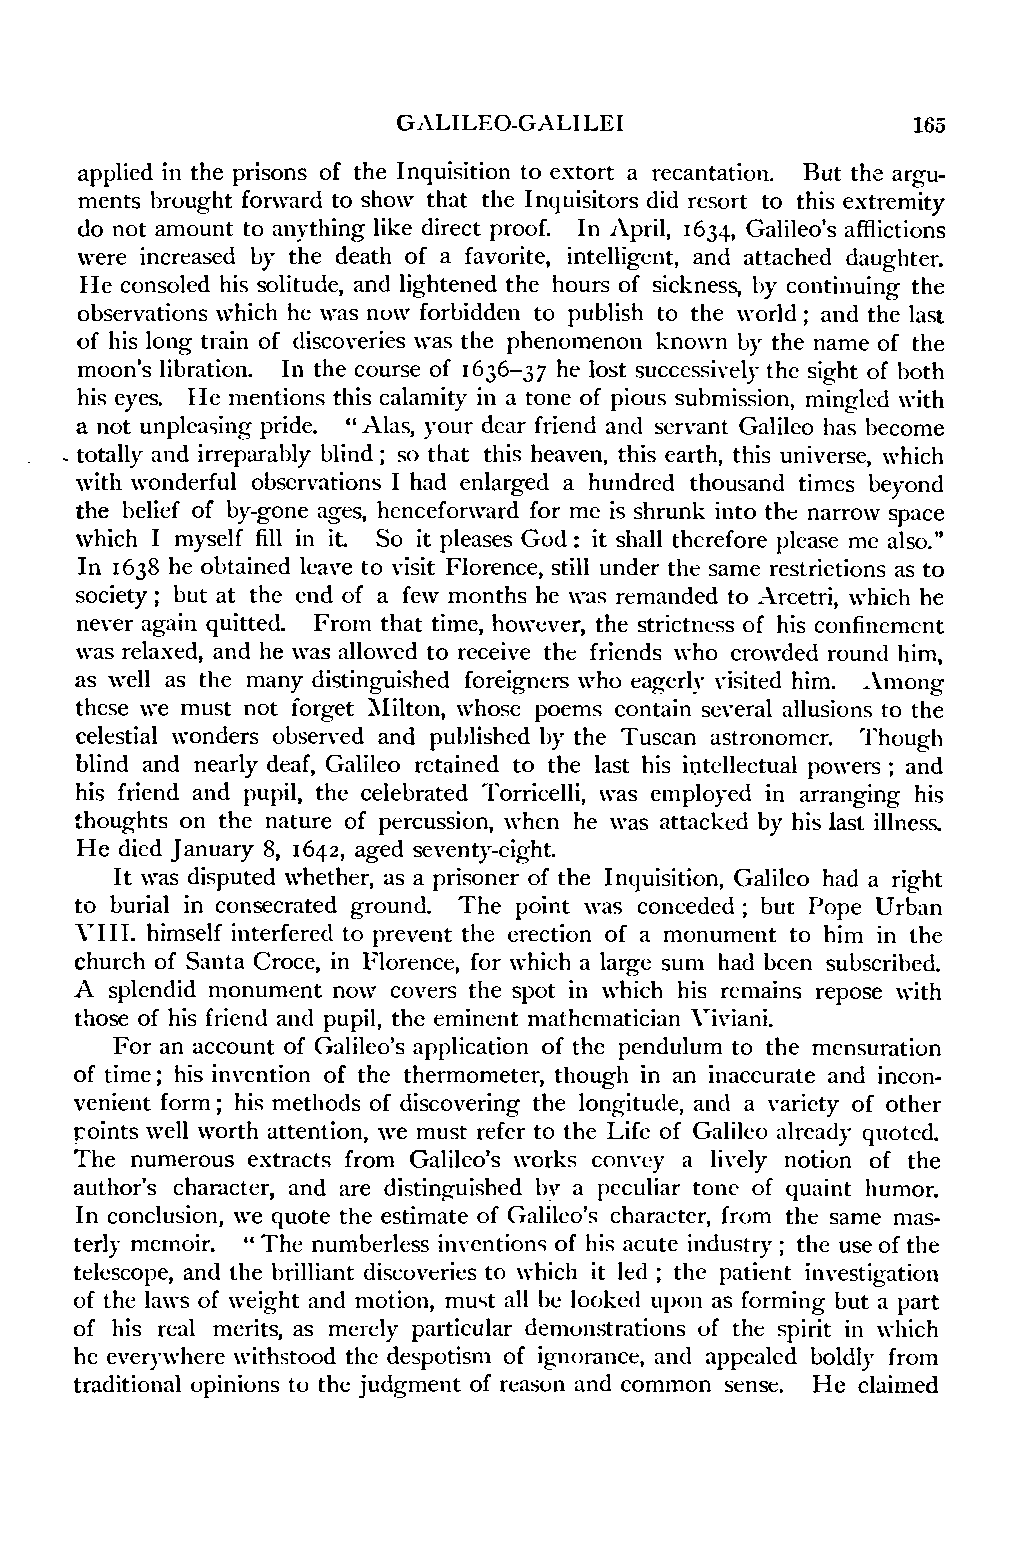 GALILEO-GALILEI 165
applied in the prisons of the Inquisition to extort a recantation. But the argu-
ments brought forward to show that the Inquisitors did resort to this extremity
do not amount to anything like direct proof. In April, 1634, Galileo's afflictions
were increased by the death of a favorite, intelligent, and attached daughter.
He consoled his solitude, and lightened the hours of sickness, by continuing the
observations which he was now forbidden to publish to the world; and the last
of his long train of discoveries was the phenomenon known by the name of the
moon's libration. In the course of 1636–37 he lost successively the sight of both
his eyes. He mentions this calamity in a tone of pious submission, mingled with
a not unpleasing pride. "Alas, your dear friend and servant Galileo has become
totally and irreparably blind; so that this heaven, this earth, this universe, which
with wonderful observations I had enlarged a hundred thousand times beyond
the belief of by-gone ages, henceforward for me is shrunk into the narrow space
which I myself fill in it. So it pleases God: it shall therefore please me also."
In 1638 he obtained leave to visit Florence, still under the same restrictions as to
society; but at the end of a few months he was remanded to Arcetri, which he
never again quitted. From that time, however, the strictness of his confinement
was relaxed, and he was allowed to receive the friends who crowded round him,
as well as the many distinguished foreigners who eagerly visited him. Among
these we must not forget Milton, whose poems contain several allusions to the
celestial wonders observed and published by the Tuscan astronomer. Though
blind and nearly deaf, Galileo retained to the last his intellectual powers; and
his friend and pupil, the celebrated Torricelli, was employed in arranging his
thoughts on the nature of percussion, when he was attacked by his last illness.
He died January 8, 1642, aged seventy-eight.
It was disputed whether, as a prisoner of the Inquisition, Galileo had a right
to burial in consecrated ground. The point was conceded; but Pope Urban
VIII. himself interfered to prevent the erection of a monument to him in the
church of Santa Croce, in Florence, for which a large sum had been subscribed.
A splendid monument now covers the spot in which his remains repose with
those of his friend and pupil, the eminent mathematician Viviani.
For an account of Galileo's application of the pendulum to the mensuration
of time; his invention of the thermometer, though in an inaccurate and incon-
venient form; his methods of discovering the longitude, and a variety of other
points well worth attention, we must refer to the Life of Galileo already quoted.
The numerous extracts from Galileo's works convey a lively notion of the
author's character, and are distinguished by a peculiar tone of quaint humor.
In conclusion, we quote the estimate of Galileo's character, from the same mas-
terly memoir. "The numberless inventions of his acute industry; the use of the
telescope, and the brilliant discoveries to which it led; the patient investigation
of the laws of weight and motion, must all be looked upon as forming but a part
of his real merits, as merely particular demonstrations of the spirit in which
he everywhere withstood the despotism of ignorance, and appealed boldly from
traditional opinions to the judgment of reason and common sense. He claimed